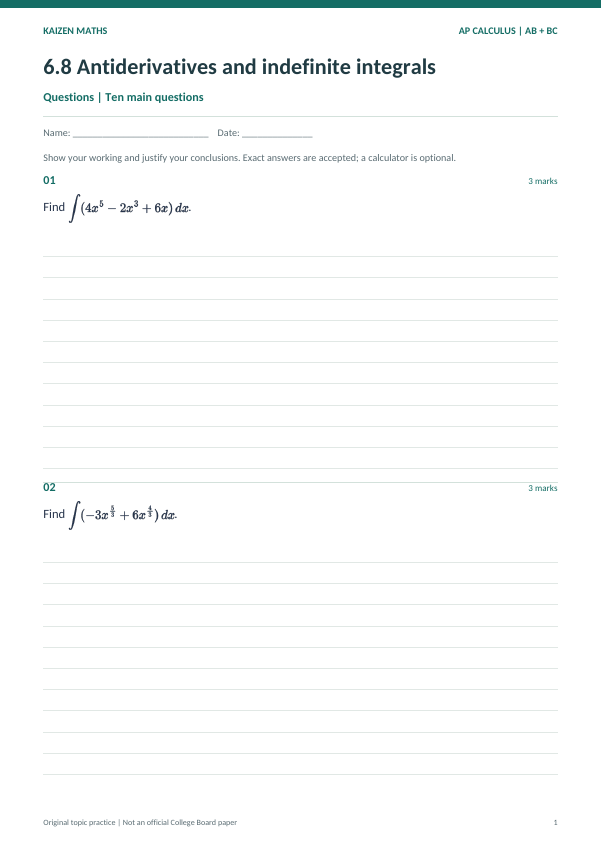 KAIZEN MATHS
AP CALCULUS | AB + BC
6.8 Antiderivatives and indefinite integrals
Questions | Ten main questions
Name: ____________________________ Date: ______________
Show your working and justify your conclusions. Exact answers are accepted; a calculator is optional.
01
3 marks
Find ∫(4x⁵ − 2x³ + 6x) dx.
02
3 marks
Find ∫(−3x^{5/3} + 6x^{4/3}) dx.
Original topic practice | Not an official College Board paper
1